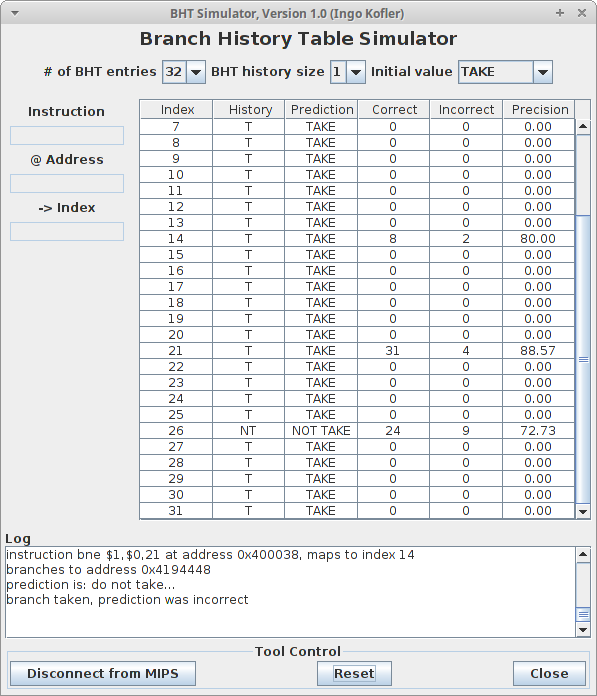 BHT Simulator, Version 1.0 (Ingo Kofler)
Branch History Table Simulator
# of BHT entries 32 BHT history size 1 Initial value TAKE
Instruction
@ Address
-> Index
Index History Prediction Correct Incorrect Precision
7 T TAKE 0 0 0.00
8 T TAKE 0 0 0.00
9 T TAKE 0 0 0.00
10 T TAKE 0 0 0.00
11 T TAKE 0 0 0.00
12 T TAKE 0 0 0.00
13 T TAKE 0 0 0.00
14 T TAKE 8 2 80.00
15 T TAKE 0 0 0.00
16 T TAKE 0 0 0.00
17 T TAKE 0 0 0.00
18 T TAKE 0 0 0.00
19 T TAKE 0 0 0.00
20 T TAKE 0 0 0.00
21 T TAKE 31 4 88.57
22 T TAKE 0 0 0.00
23 T TAKE 0 0 0.00
24 T TAKE 0 0 0.00
25 T TAKE 0 0 0.00
26 NT NOT TAKE 24 9 72.73
27 T TAKE 0 0 0.00
28 T TAKE 0 0 0.00
29 T TAKE 0 0 0.00
30 T TAKE 0 0 0.00
31 T TAKE 0 0 0.00
Log
instruction bne $1,$0,21 at address 0x400038, maps to index 14
branches to address 0x4194448
prediction is: do not take...
branch taken, prediction was incorrect
Tool Control
Disconnect from MIPS Reset Close